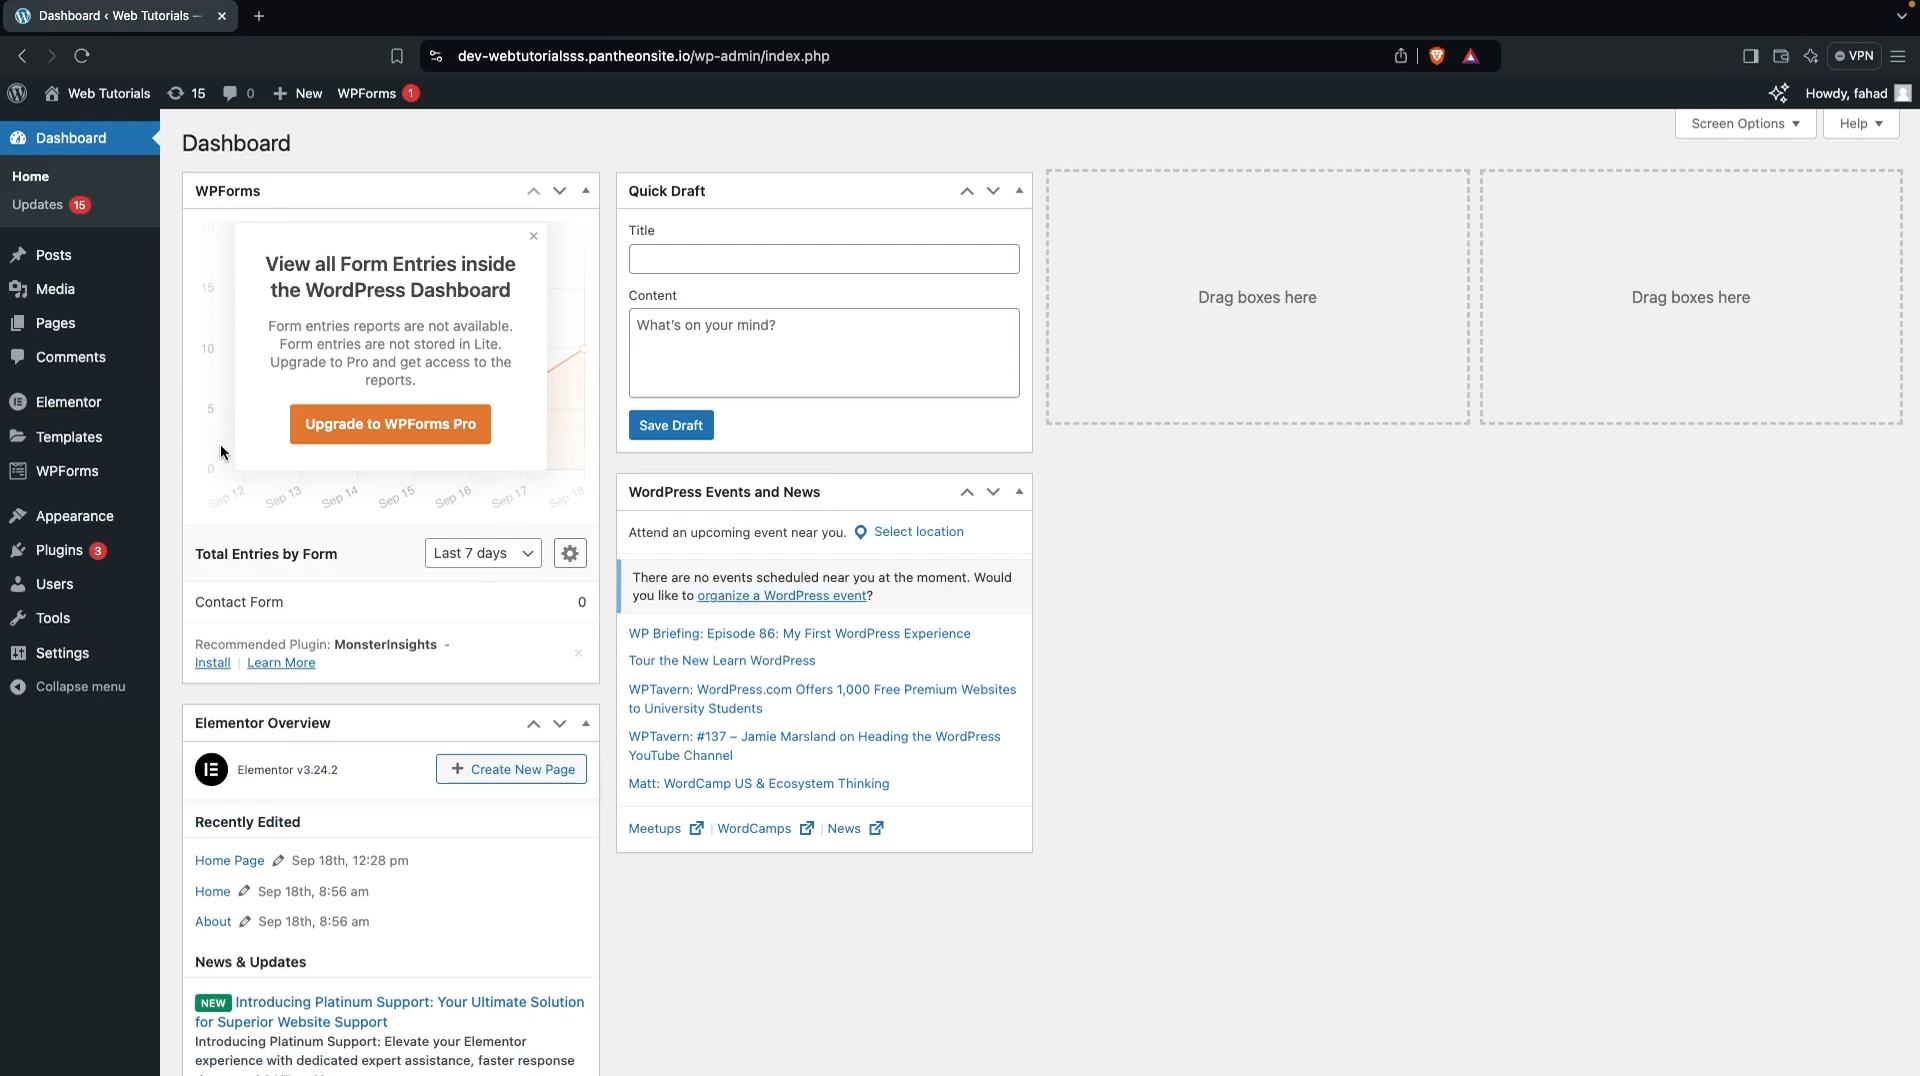 Dashboard ‹ Web Tutorials –
dev-webtutorialsss.pantheonsite.io/wp-admin/index.php
VPN
Web Tutorials
15
0
New
WPForms 1
Howdy, fahad
Dashboard
Home
Updates 15
Posts
Media
Pages
Comments
Elementor
Templates
WPForms
Appearance
Plugins 3
Users
Tools
Settings
Collapse menu
Screen Options
Help
Dashboard
WPForms
20
15
10
5
0
View all Form Entries inside
the WordPress Dashboard
Form entries reports are not available.
Form entries are not stored in Lite.
Upgrade to Pro and get access to the
reports.
Upgrade to WPForms Pro
Sep 12 Sep 13 Sep 14 Sep 15 Sep 16 Sep 17 Sep 18
Total Entries by Form
Last 7 days
Contact Form 0
Recommended Plugin: MonsterInsights -
Install | Learn More
Elementor Overview
Elementor v3.24.2
Create New Page
Recently Edited
Home Page Sep 18th, 12:28 pm
Home Sep 18th, 8:56 am
About Sep 18th, 8:56 am
News & Updates
NEW Introducing Platinum Support: Your Ultimate Solution
for Superior Website Support
Introducing Platinum Support: Elevate your Elementor
experience with dedicated expert assistance, faster response
Quick Draft
Title
Content
What's on your mind?
Save Draft
WordPress Events and News
Attend an upcoming event near you. Select location
There are no events scheduled near you at the moment. Would
you like to organize a WordPress event?
WP Briefing: Episode 86: My First WordPress Experience
Tour the New Learn WordPress
WPTavern: WordPress.com Offers 1,000 Free Premium Websites
to University Students
WPTavern: #137 – Jamie Marsland on Heading the WordPress
YouTube Channel
Matt: WordCamp US & Ecosystem Thinking
Meetups | WordCamps | News
Drag boxes here
Drag boxes here